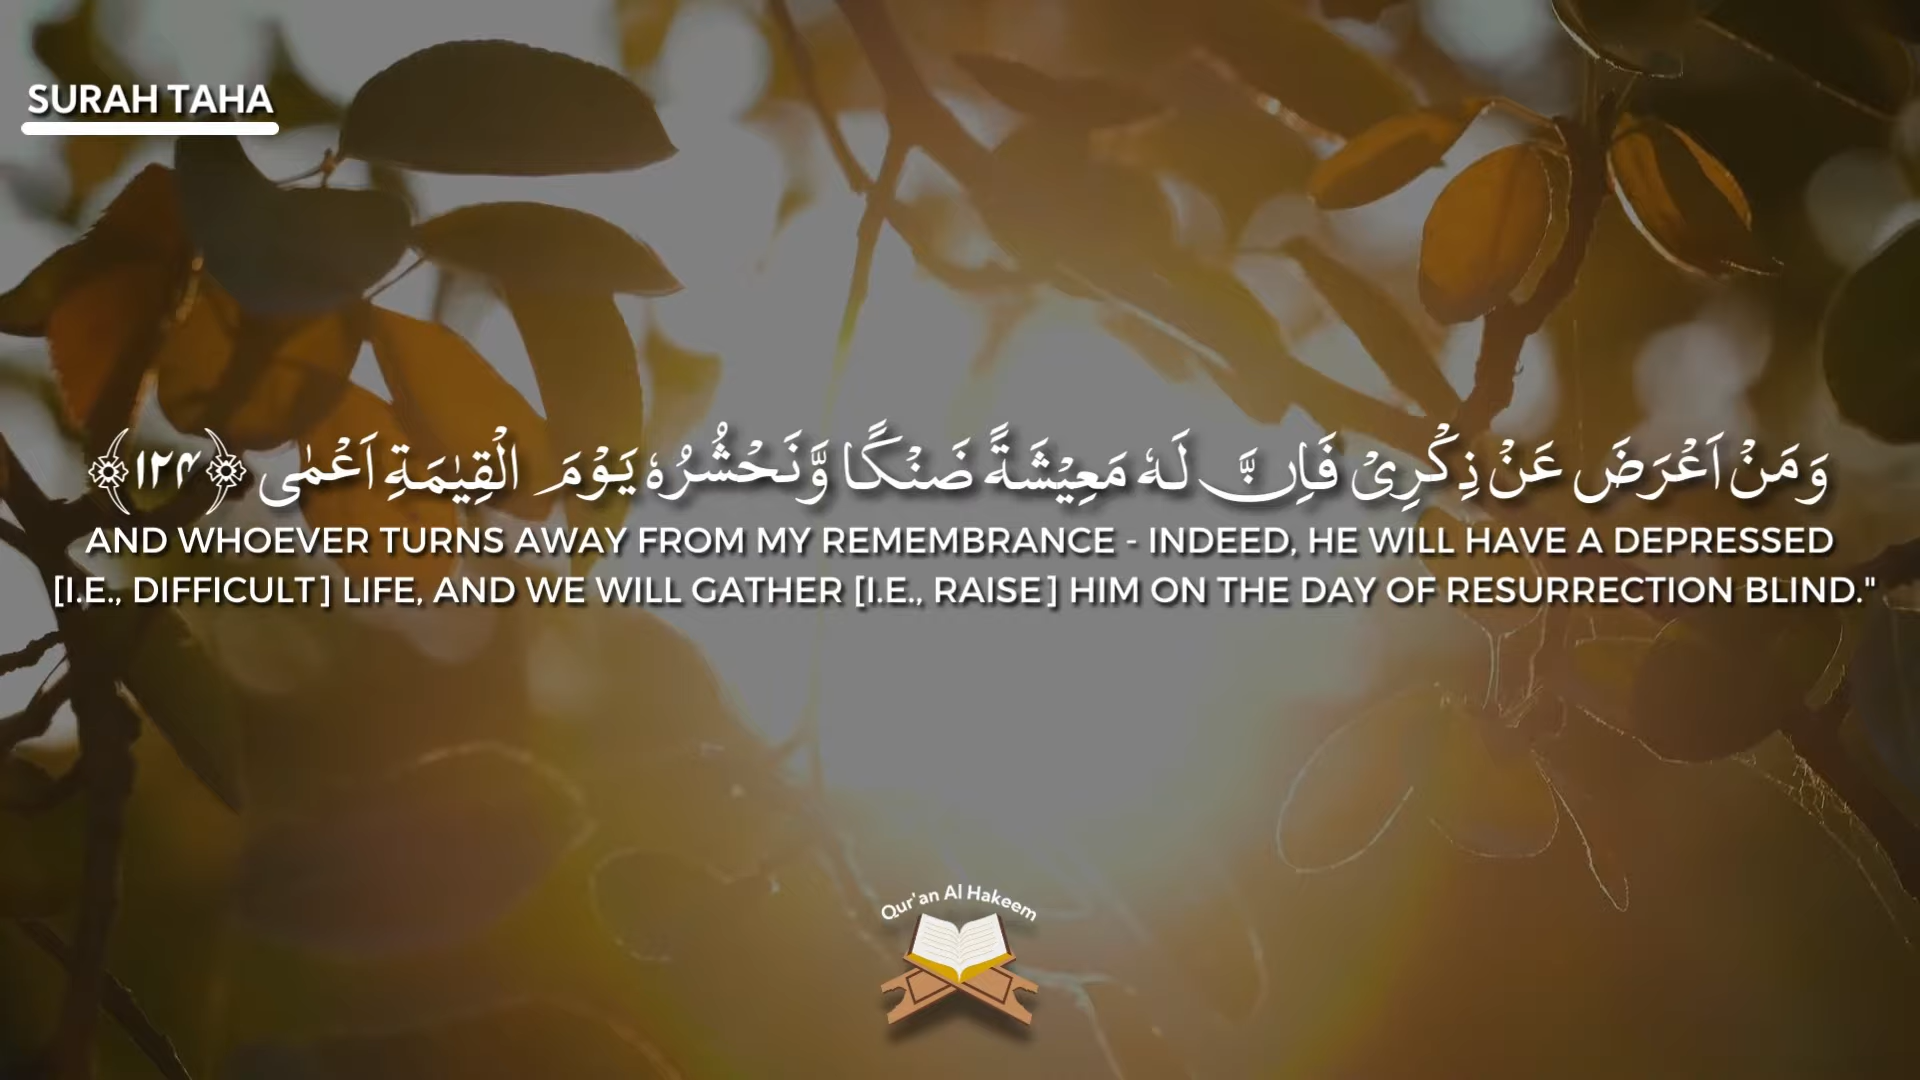 SURAH TAHA
وَمَنْ اَعْرَضَ عَنْ ذِكْرِىْ فَاِنَّ لَهٗ مَعِيْشَةً ضَنْكًا وَّنَحْشُرُهٗ يَوْمَ الْقِيٰمَةِ اَعْمٰى ﴿۱۲۴﴾
AND WHOEVER TURNS AWAY FROM MY REMEMBRANCE - INDEED, HE WILL HAVE A DEPRESSED
[I.E., DIFFICULT] LIFE, AND WE WILL GATHER [I.E., RAISE] HIM ON THE DAY OF RESURRECTION BLIND."
Qur'an Al Hakeem